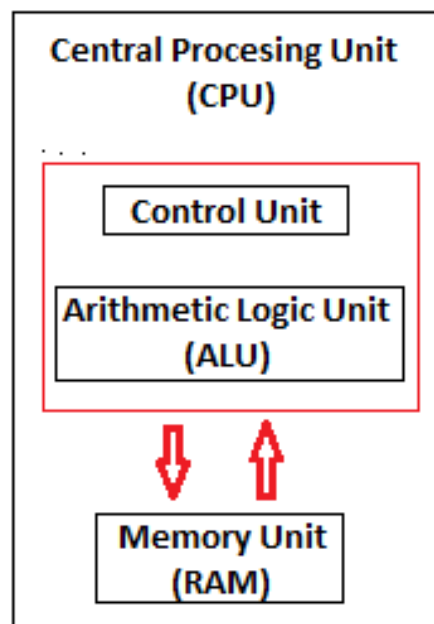 Central Procesing Unit
(CPU)
. . .
Control Unit
Arithmetic Logic Unit
(ALU)
Memory Unit
(RAM)